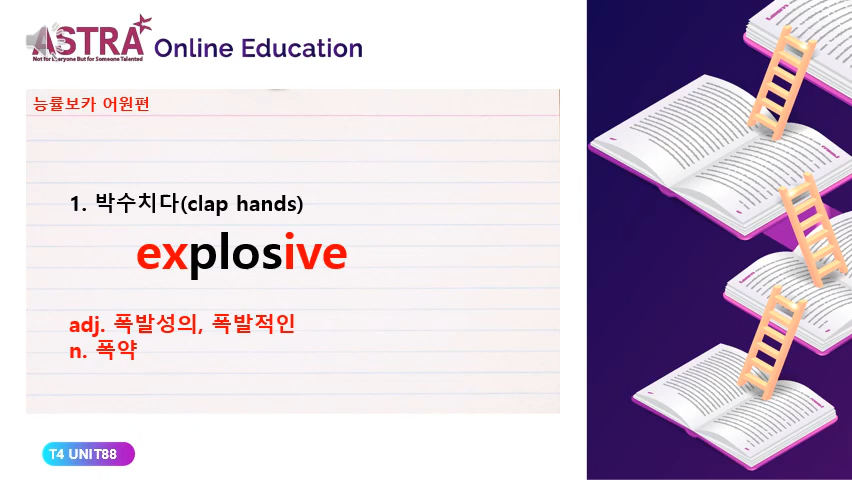 ASTRA
Not for Everyone But for Someone Talented
Online Education
능률보카 어원편
1. 박수치다(clap hands)
explosive
adj. 폭발성의, 폭발적인
n. 폭약
T4 UNIT88